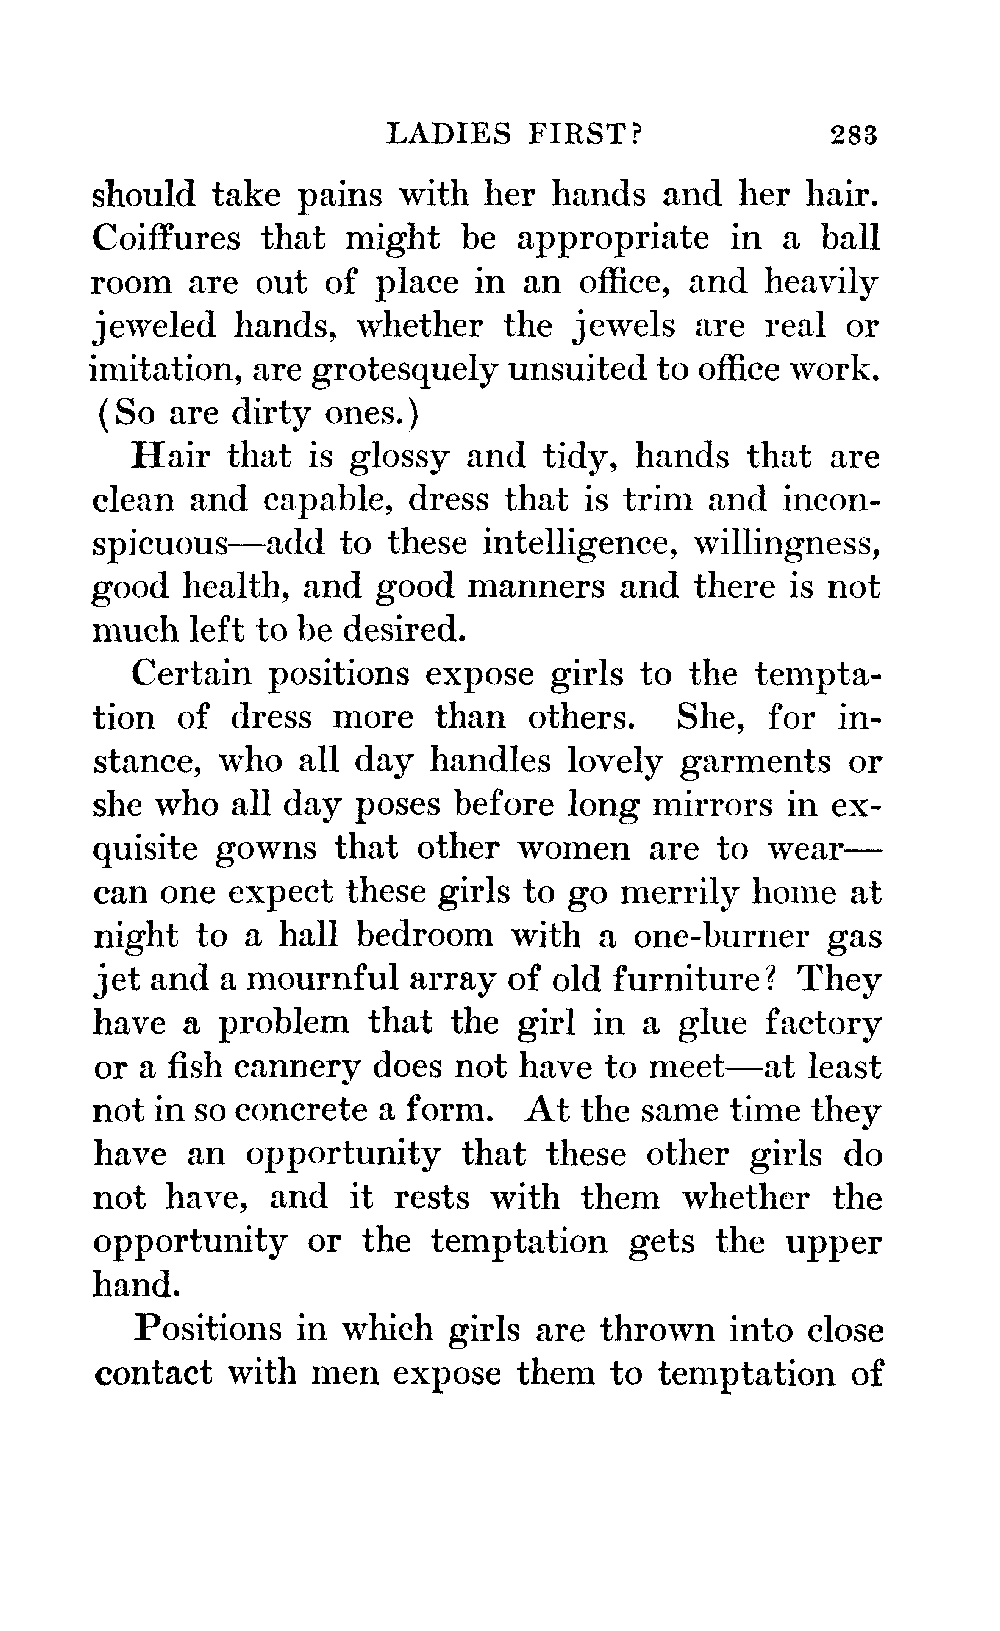 LADIES FIRST? 283
should take pains with her hands and her hair.
Coiffures that might be appropriate in a ball
room are out of place in an office, and heavily
jeweled hands, whether the jewels are real or
imitation, are grotesquely unsuited to office work.
(So are dirty ones.)
Hair that is glossy and tidy, hands that are
clean and capable, dress that is trim and incon-
spicuous—add to these intelligence, willingness,
good health, and good manners and there is not
much left to be desired.
Certain positions expose girls to the tempta-
tion of dress more than others. She, for in-
stance, who all day handles lovely garments or
she who all day poses before long mirrors in ex-
quisite gowns that other women are to wear—
can one expect these girls to go merrily home at
night to a hall bedroom with a one-burner gas
jet and a mournful array of old furniture? They
have a problem that the girl in a glue factory
or a fish cannery does not have to meet—at least
not in so concrete a form. At the same time they
have an opportunity that these other girls do
not have, and it rests with them whether the
opportunity or the temptation gets the upper
hand.
Positions in which girls are thrown into close
contact with men expose them to temptation of